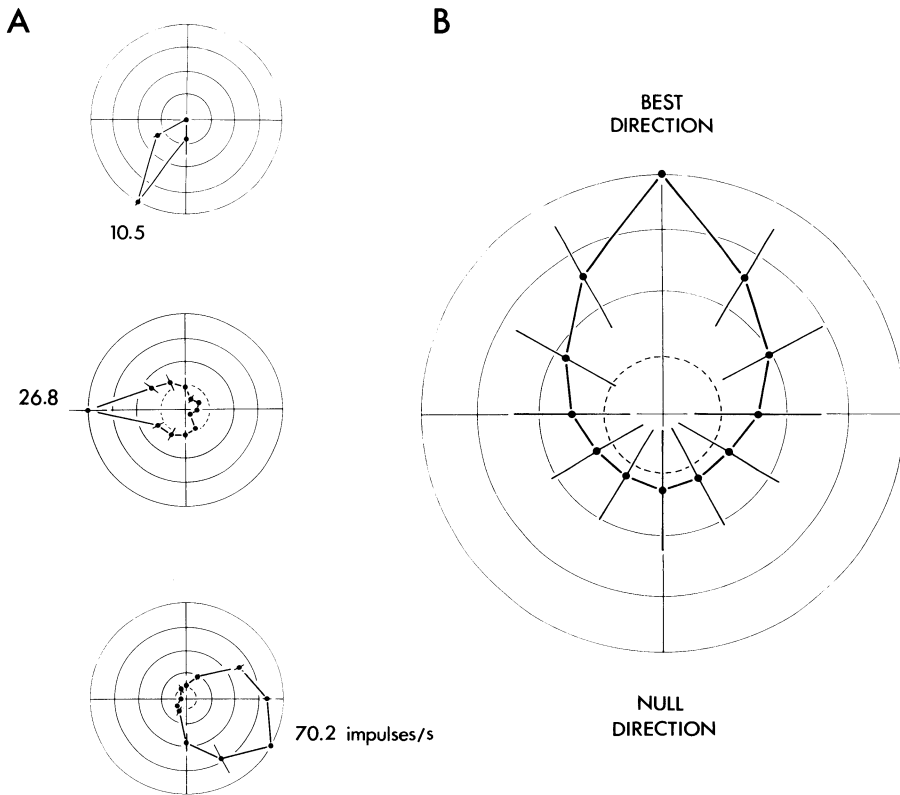 A
10.5
26.8
70.2 impulses/s
B
BEST
DIRECTION
NULL
DIRECTION